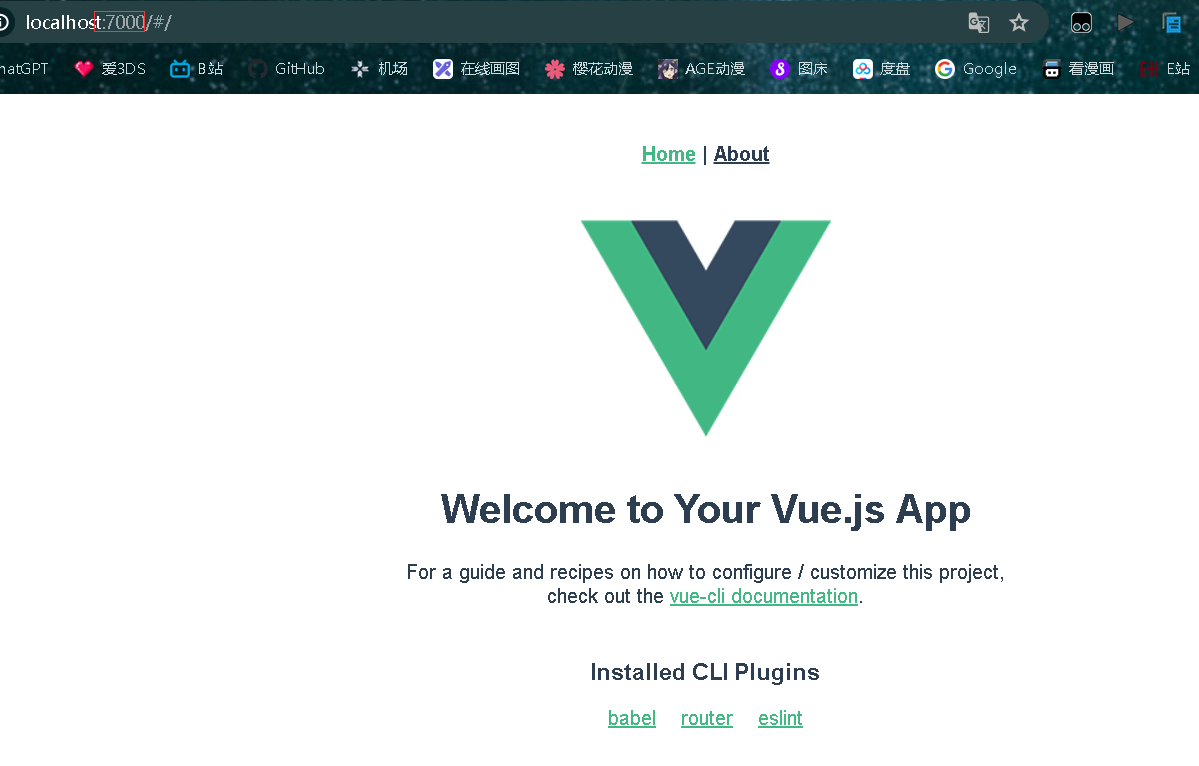 localhost:7000/#/
hatGPT 爱3DS B站 GitHub 机场 在线画图 樱花动漫 AGE动漫 图床 度盘 Google 看漫画 E站
Home | About
Welcome to Your Vue.js App
For a guide and recipes on how to configure / customize this project,
check out the vue-cli documentation.
Installed CLI Plugins
babel router eslint